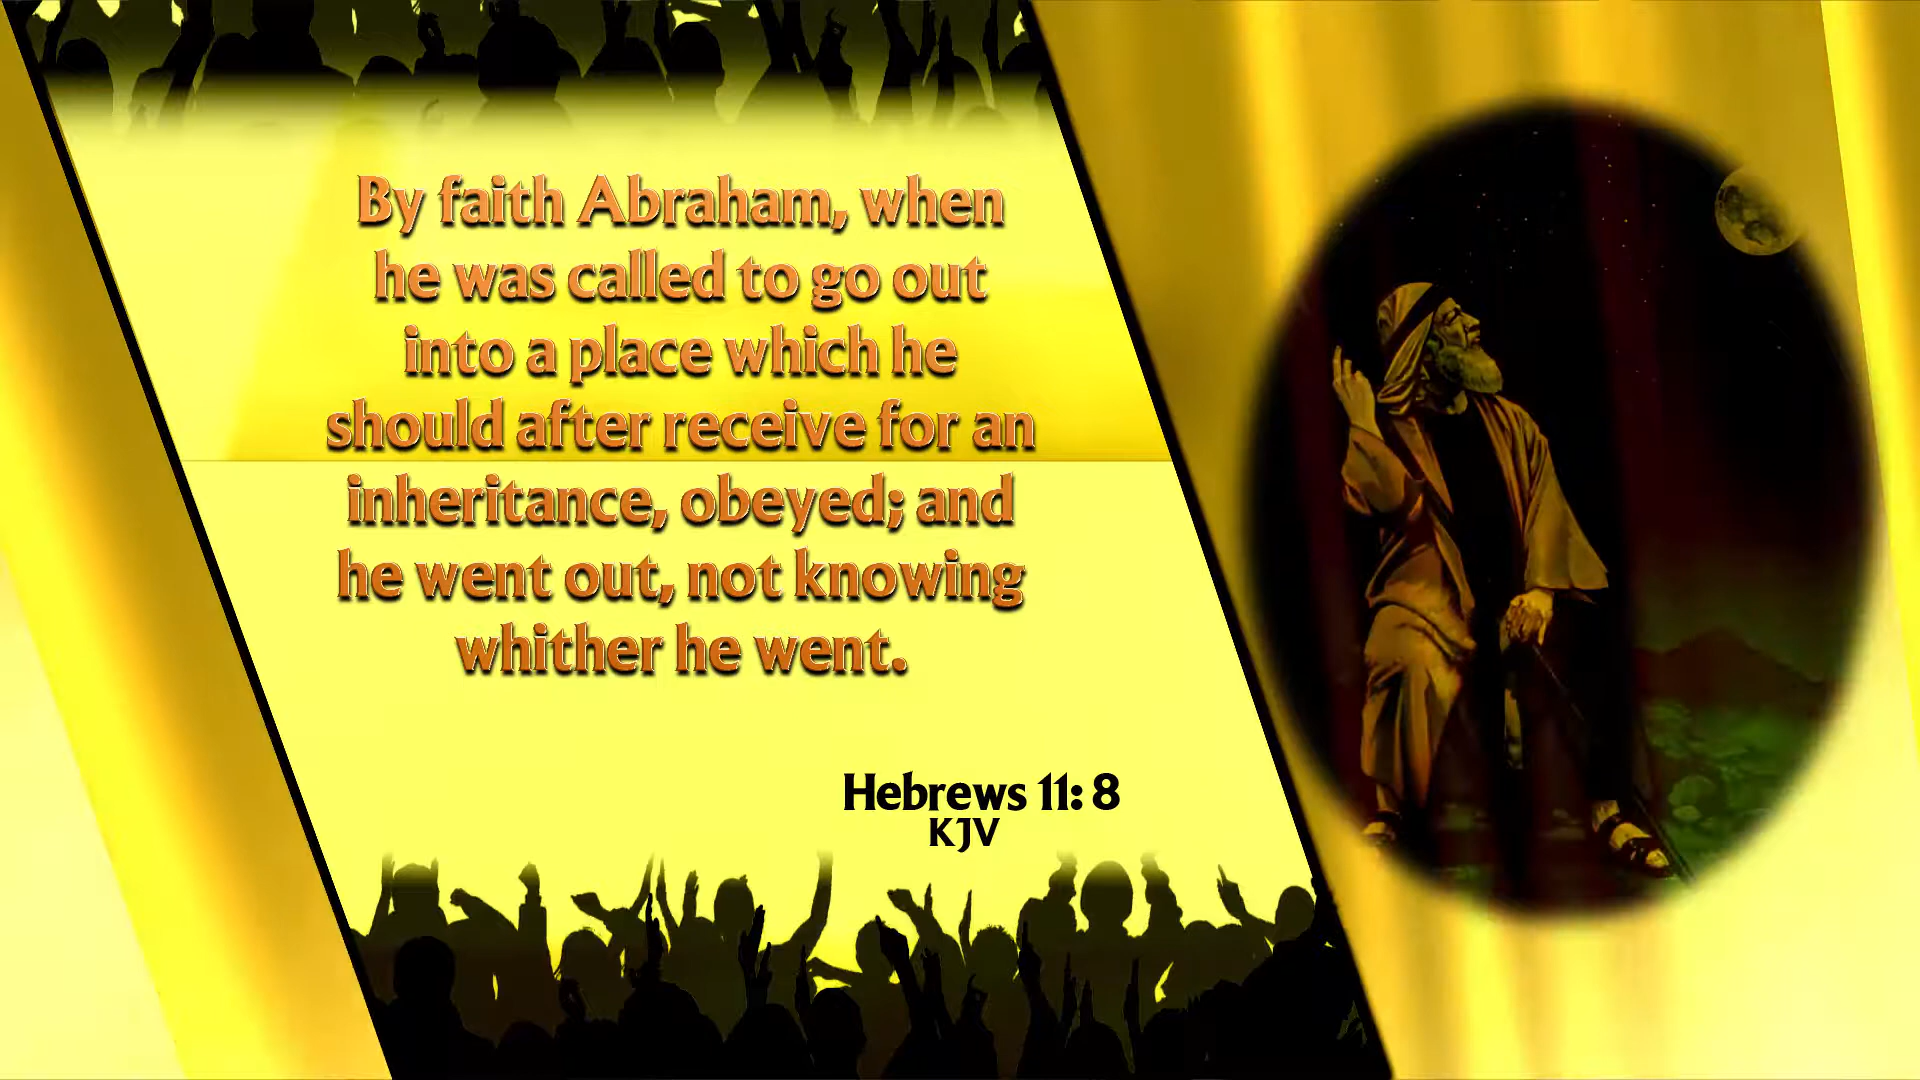 By faith Abraham, when
he was called to go out
into a place which he
should after receive for an
inheritance, obeyed; and
he went out, not knowing
whither he went.
Hebrews 11: 8
KJV